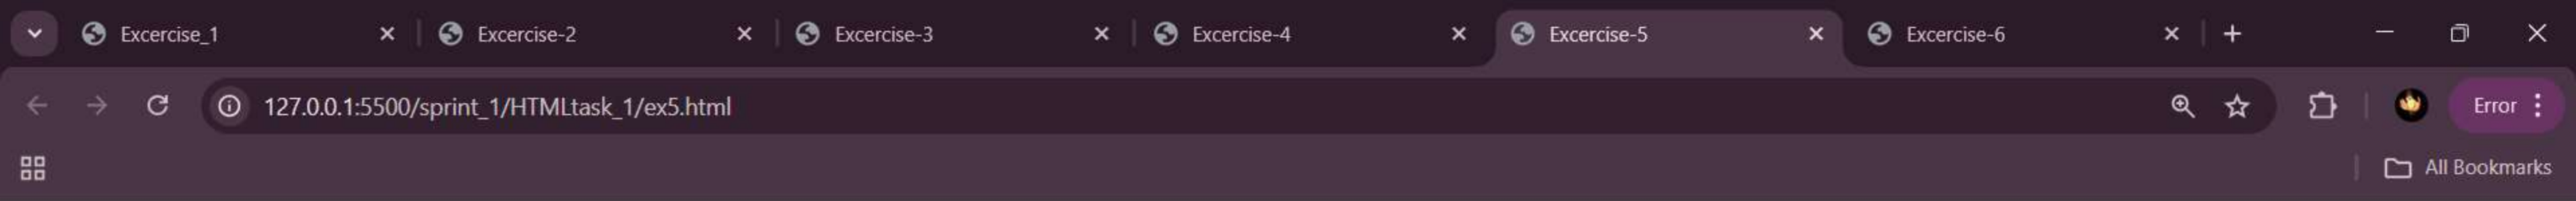 Excercise_1 Excercise-2 Excercise-3 Excercise-4 Excercise-5 Excercise-6
127.0.0.1:5500/sprint_1/HTMLtask_1/ex5.html Error
All Bookmarks